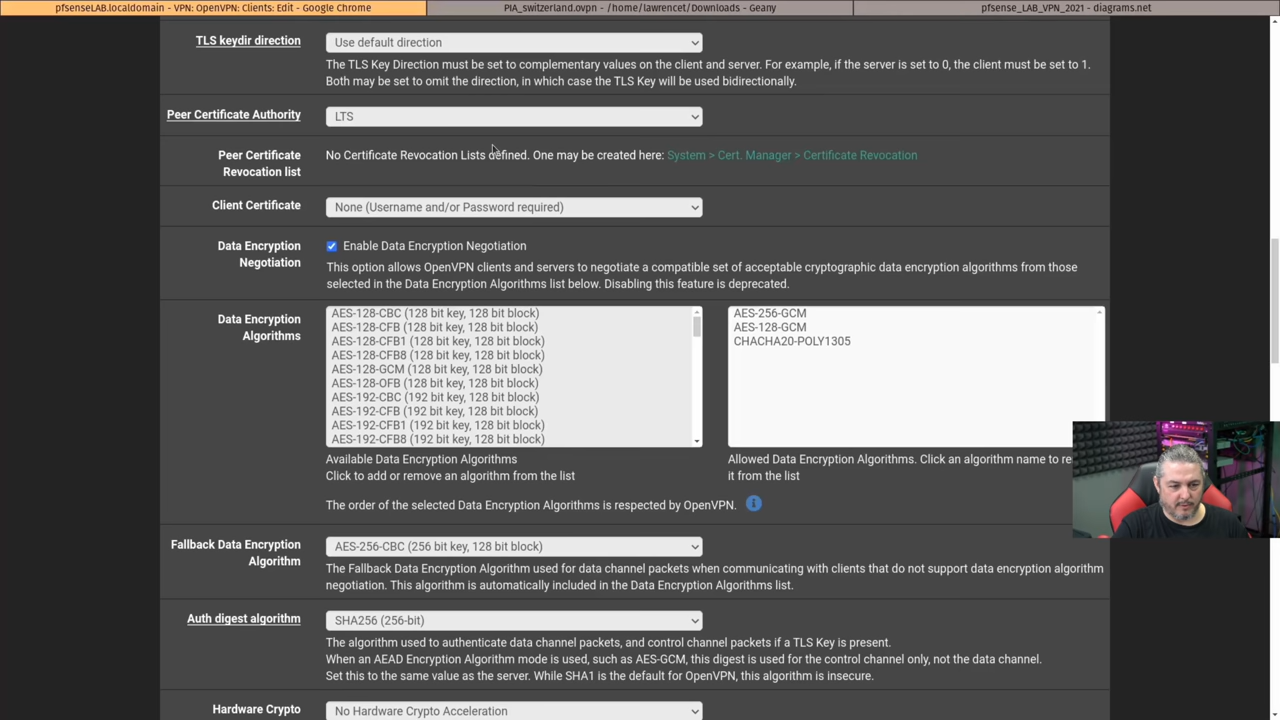 pfsenseLAB.localdomain - VPN: OpenVPN: Clients: Edit - Google Chrome
PIA_switzerland.ovpn - /home/lawrencet/Downloads - Geany
pfsense_LAB_VPN_2021 - diagrams.net
TLS keydir direction
Use default direction
The TLS Key Direction must be set to complementary values on the client and server. For example, if the server is set to 0, the client must be set to 1.
Both may be set to omit the direction, in which case the TLS Key will be used bidirectionally.
Peer Certificate Authority
LTS
Peer Certificate
Revocation list
No Certificate Revocation Lists defined. One may be created here: System > Cert. Manager > Certificate Revocation
Client Certificate
None (Username and/or Password required)
Data Encryption
Negotiation
Enable Data Encryption Negotiation
This option allows OpenVPN clients and servers to negotiate a compatible set of acceptable cryptographic data encryption algorithms from those
selected in the Data Encryption Algorithms list below. Disabling this feature is deprecated.
Data Encryption
Algorithms
AES-128-CBC (128 bit key, 128 bit block)
AES-128-CFB (128 bit key, 128 bit block)
AES-128-CFB1 (128 bit key, 128 bit block)
AES-128-CFB8 (128 bit key, 128 bit block)
AES-128-GCM (128 bit key, 128 bit block)
AES-128-OFB (128 bit key, 128 bit block)
AES-192-CBC (192 bit key, 128 bit block)
AES-192-CFB (192 bit key, 128 bit block)
AES-192-CFB1 (192 bit key, 128 bit block)
AES-192-CFB8 (192 bit key, 128 bit block)
AES-256-GCM
AES-128-GCM
CHACHA20-POLY1305
Available Data Encryption Algorithms
Click to add or remove an algorithm from the list
Allowed Data Encryption Algorithms. Click an algorithm name to re
it from the list
The order of the selected Data Encryption Algorithms is respected by OpenVPN.
Fallback Data Encryption
Algorithm
AES-256-CBC (256 bit key, 128 bit block)
The Fallback Data Encryption Algorithm used for data channel packets when communicating with clients that do not support data encryption algorithm
negotiation. This algorithm is automatically included in the Data Encryption Algorithms list.
Auth digest algorithm
SHA256 (256-bit)
The algorithm used to authenticate data channel packets, and control channel packets if a TLS Key is present.
When an AEAD Encryption Algorithm mode is used, such as AES-GCM, this digest is used for the control channel only, not the data channel.
Set this to the same value as the server. While SHA1 is the default for OpenVPN, this algorithm is insecure.
Hardware Crypto
No Hardware Crypto Acceleration